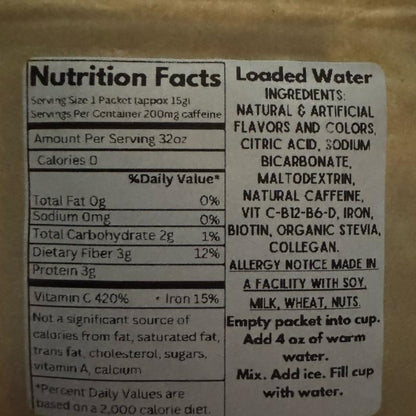 Nutrition Facts
Serving Size 1 Packet (appox 15g)
Servings Per Container 200mg caffeine
Amount Per Serving 32oz
Calories 0
%Daily Value*
Total Fat 0g 0%
Sodium 0mg 0%
Total Carbohydrate 2g 1%
Dietary Fiber 3g 12%
Protein 3g
Vitamin C 420% • Iron 15%
Not a significant source of
calories from fat, saturated fat,
trans fat, cholesterol, sugars,
vitamin A, calcium
*Percent Daily Values are
based on a 2,000 calorie diet.
Loaded Water
INGREDIENTS:
NATURAL & ARTIFICIAL
FLAVORS AND COLORS,
CITRIC ACID, SODIUM
BICARBONATE,
MALTODEXTRIN,
NATURAL CAFFEINE,
VIT C-B12-B6-D, IRON,
BIOTIN, ORGANIC STEVIA,
COLLEGAN.
ALLERGY NOTICE MADE IN
A FACILITY WITH SOY,
MILK, WHEAT, NUTS.
Empty packet into cup.
Add 4 oz of warm
water.
Mix. Add ice. Fill cup
with water.